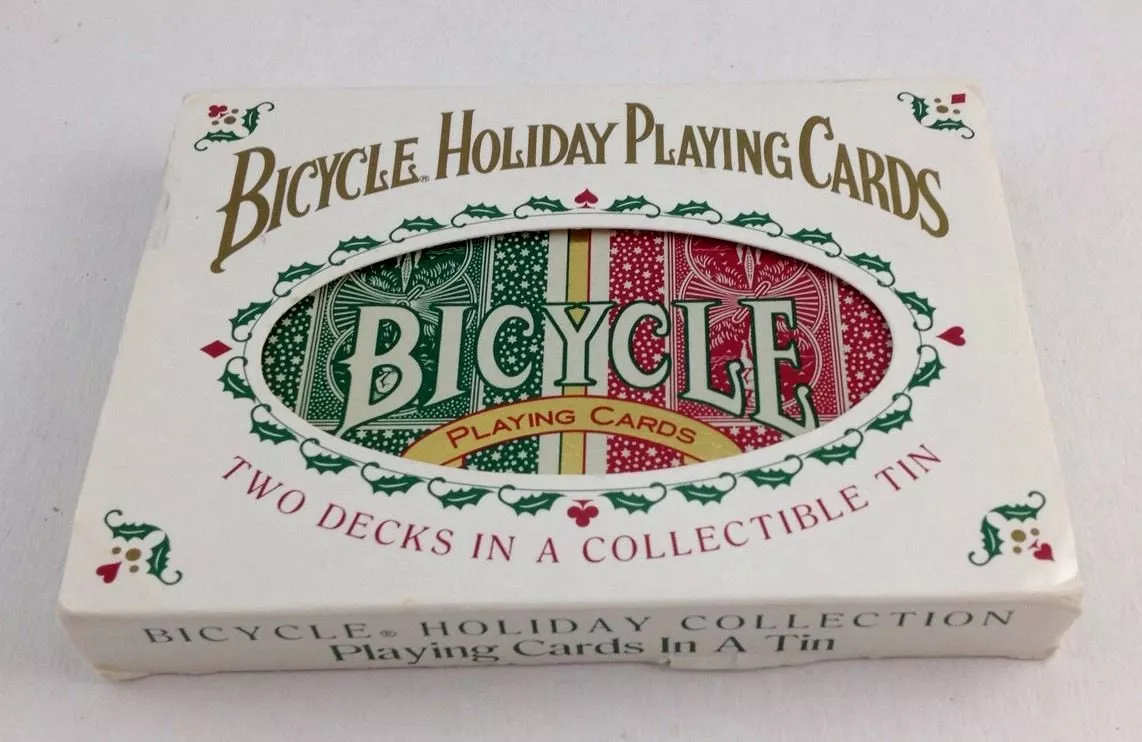 BICYCLE® HOLIDAY PLAYING CARDS
BICYCLE
PLAYING CARDS
TWO DECKS IN A COLLECTIBLE TIN
BICYCLE® HOLIDAY COLLECTION
Playing Cards In A Tin